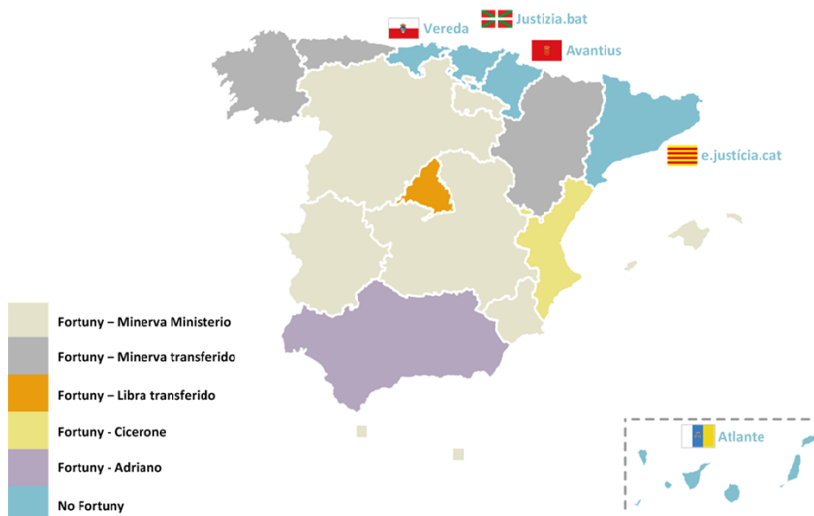 Vereda
Justizia.bat
Avantius
e.justícia.cat
Fortuny – Minerva Ministerio
Fortuny – Minerva transferido
Fortuny – Libra transferido
Fortuny - Cicerone
Fortuny - Adriano
No Fortuny
Atlante